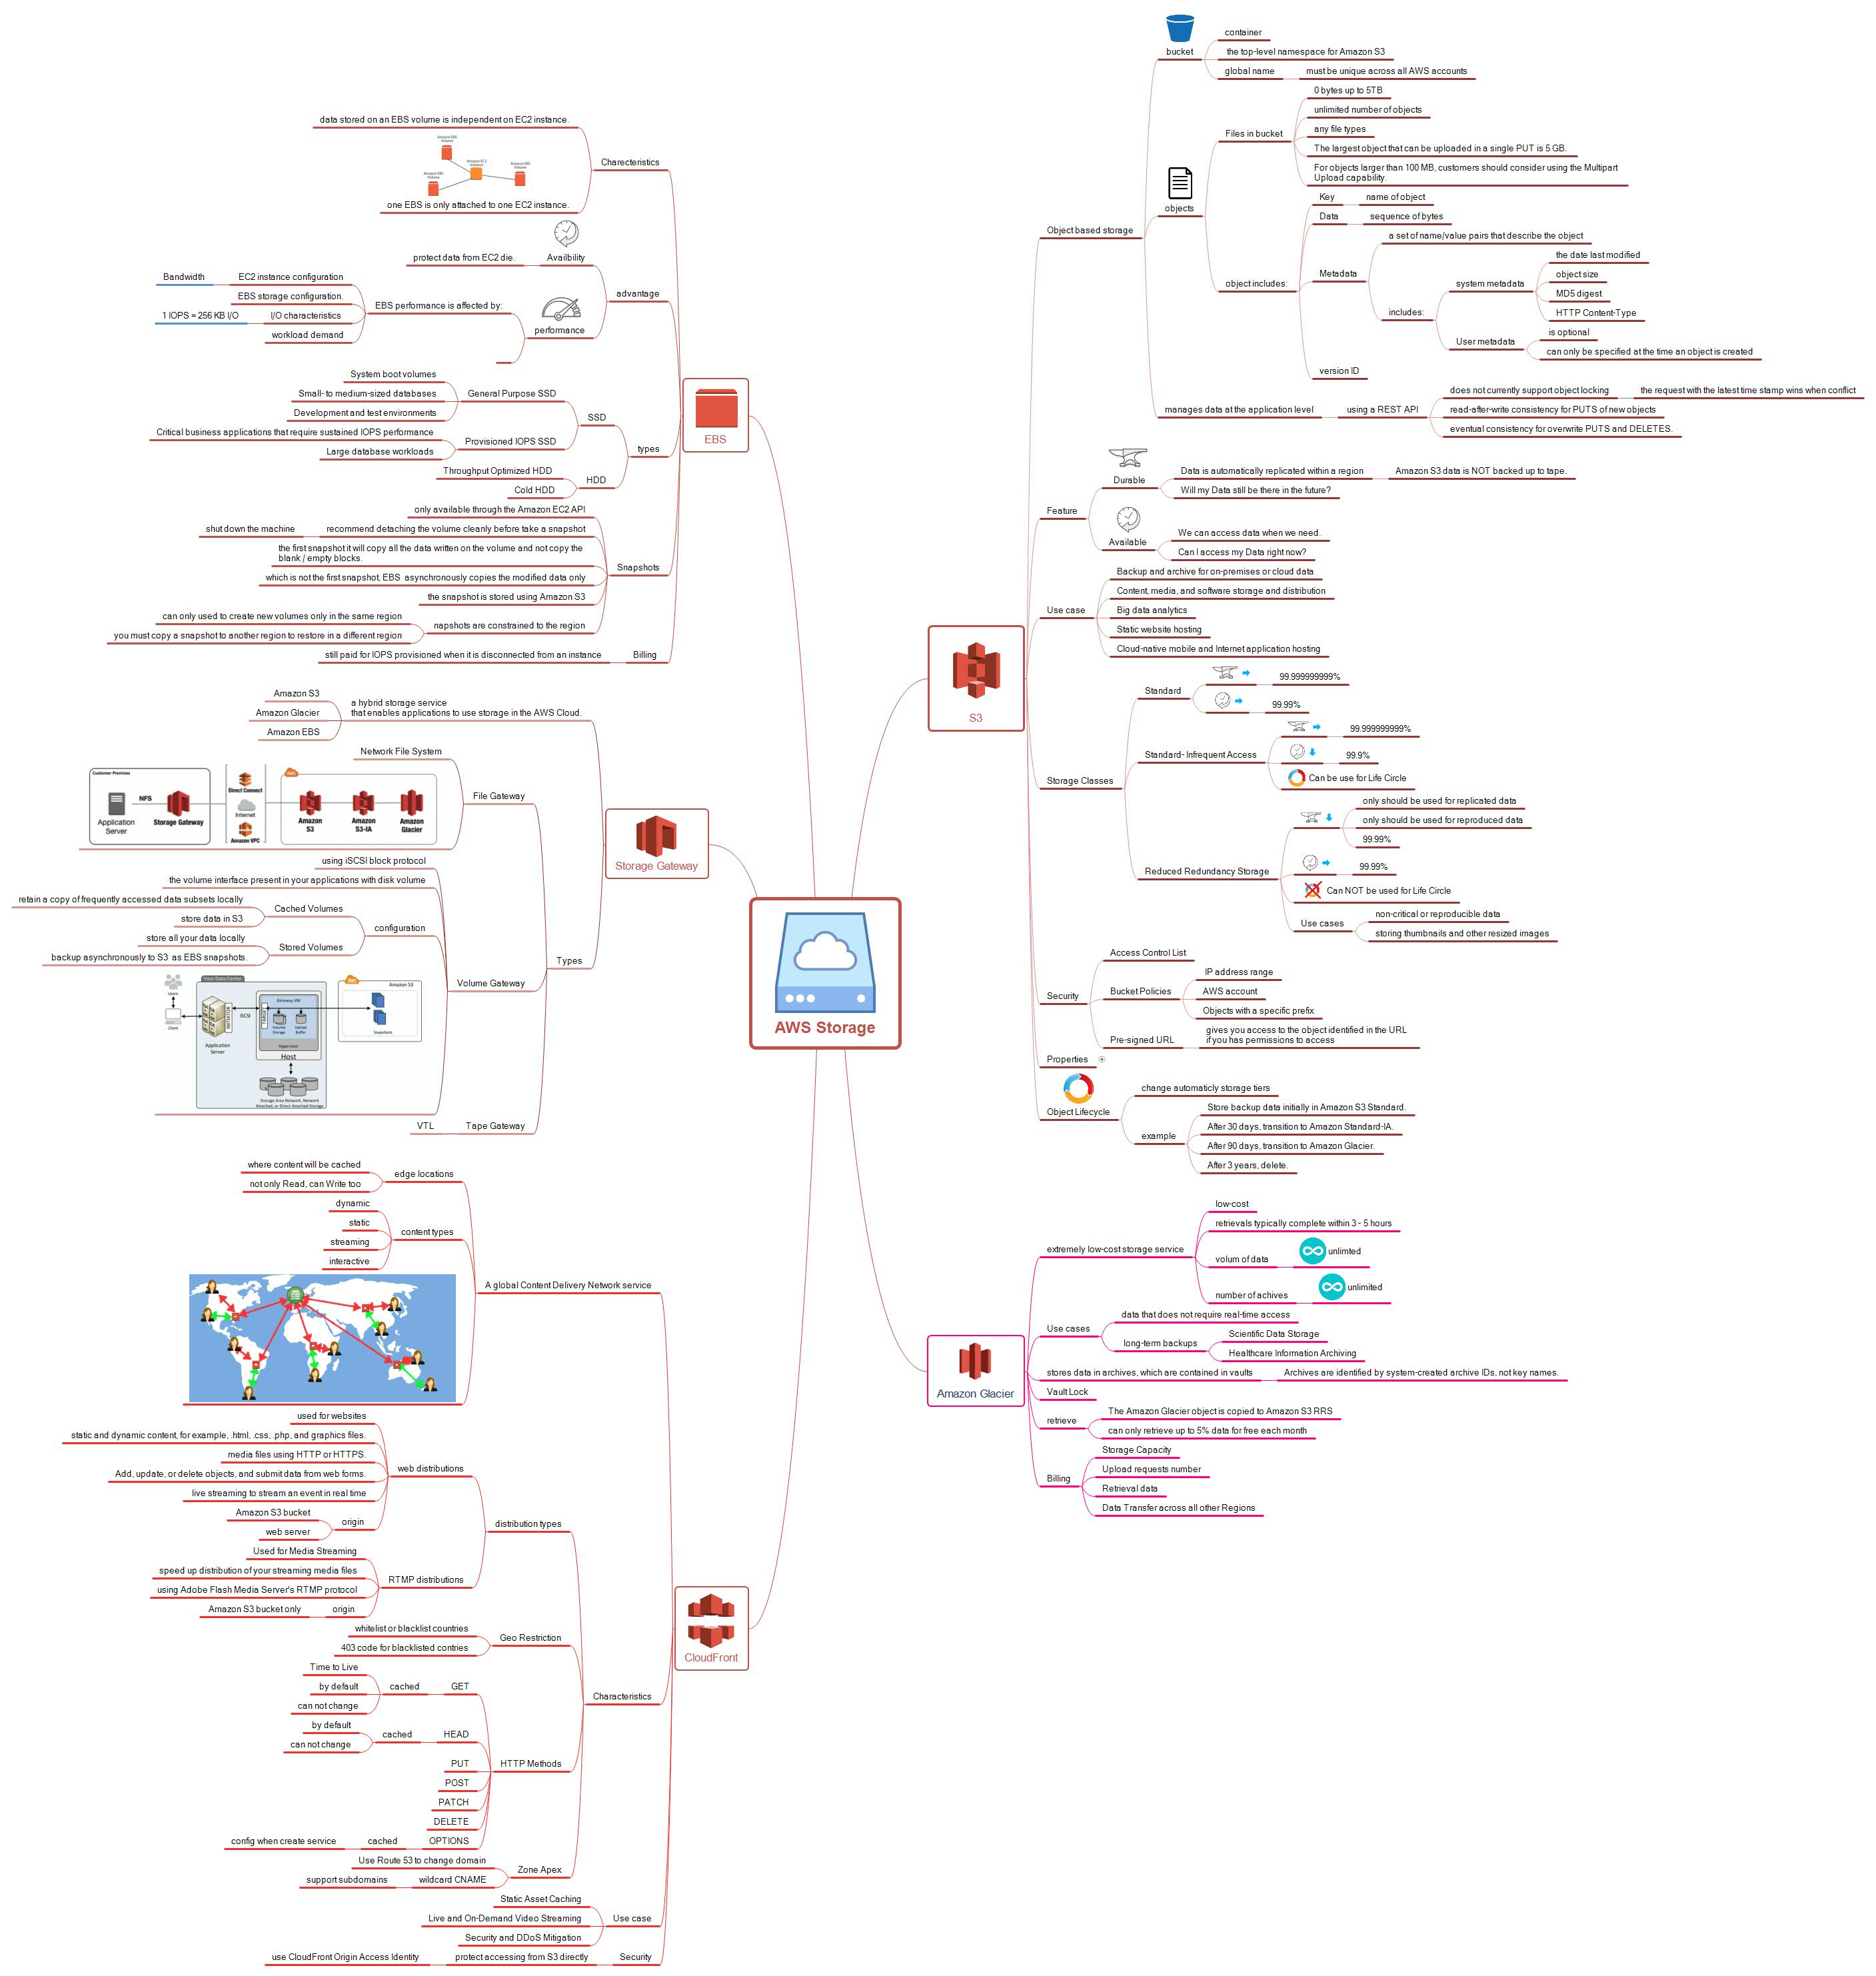 AWS Storage
EBS
Charecteristics
data stored on an EBS volume is independent on EC2 instance.
Amazon EBS
Volume
Amazon EC2
Instance
Amazon EBS
Volume
Amazon EBS
Volume
one EBS is only attached to one EC2 instance.
advantage
Availbility
protect data from EC2 die.
performance
EBS performance is affected by:
EC2 instance configuration
Bandwidth
EBS storage configuration.
I/O characteristics
1 IOPS = 256 KB I/O
workload demand
types
SSD
General Purpose SSD
System boot volumes
Small- to medium-sized databases
Development and test environments
Provisioned IOPS SSD
Critical business applications that require sustained IOPS performance
Large database workloads
HDD
Throughput Optimized HDD
Cold HDD
Snapshots
only available through the Amazon EC2 API
recommend detaching the volume cleanly before take a snapshot
shut down the machine
the first snapshot it will copy all the data written on the volume and not copy the
blank / empty blocks.
which is not the first snapshot, EBS asynchronously copies the modified data only
the snapshot is stored using Amazon S3
napshots are constrained to the region
can only used to create new volumes only in the same region
you must copy a snapshot to another region to restore in a different region
Billing
still paid for IOPS provisioned when it is disconnected from an instance
Storage Gateway
a hybrid storage service
that enables applications to use storage in the AWS Cloud.
Amazon S3
Amazon Glacier
Amazon EBS
Types
File Gateway
Network File System
Customer Premises
NFS
Application
Server
Storage Gateway
Direct Connect
Internet
Amazon VPC
AWS
Amazon
S3
Amazon
S3-IA
Amazon
Glacier
Volume Gateway
using iSCSI block protocol
the volume interface present in your applications with disk volume
configuration
Cached Volumes
retain a copy of frequently accessed data subsets locally
store data in S3
Stored Volumes
store all your data locally
backup asynchronously to S3 as EBS snapshots.
Users
Client
Your Data Center
Application
Server
INITIATOR
iSCSI
TARGET
Gateway VM
Volume
Storage
Upload
Buffer
Hypervisor
Host
Storage Area Network, Network
Attached, or Direct Attached Storage
AWS
Amazon S3
Snapshots
Tape Gateway
VTL
CloudFront
A global Content Delivery Network service
edge locations
where content will be cached
not only Read, can Write too
content types
dynamic
static
streaming
interactive
Characteristics
distribution types
web distributions
used for websites
static and dynamic content, for example, .html, .css, .php, and graphics files.
media files using HTTP or HTTPS.
Add, update, or delete objects, and submit data from web forms.
live streaming to stream an event in real time
origin
Amazon S3 bucket
web server
RTMP distributions
Used for Media Streaming
speed up distribution of your streaming media files
using Adobe Flash Media Server's RTMP protocol
origin
Amazon S3 bucket only
Geo Restriction
whitelist or blacklist countries
403 code for blacklisted contries
HTTP Methods
GET
cached
Time to Live
by default
can not change
HEAD
cached
by default
can not change
PUT
POST
PATCH
DELETE
OPTIONS
cached
config when create service
Zone Apex
Use Route 53 to change domain
wildcard CNAME
support subdomains
Use case
Static Asset Caching
Live and On-Demand Video Streaming
Security and DDoS Mitigation
Security
protect accessing from S3 directly
use CloudFront Origin Access Identity
S3
Object based storage
bucket
container
the top-level namespace for Amazon S3
global name
must be unique across all AWS accounts
objects
Files in bucket
0 bytes up to 5TB
unlimited number of objects
any file types
The largest object that can be uploaded in a single PUT is 5 GB.
For objects larger than 100 MB, customers should consider using the Multipart
Upload capability.
object includes:
Key
name of object
Data
sequence of bytes
Metadata
a set of name/value pairs that describe the object
includes:
system metadata
the date last modified
object size
MD5 digest
HTTP Content-Type
User metadata
is optional
can only be specified at the time an object is created
version ID
manages data at the application level
using a REST API
does not currently support object locking
the request with the latest time stamp wins when conflict
read-after-write consistency for PUTS of new objects
eventual consistency for overwrite PUTS and DELETES.
Feature
Durable
Data is automatically replicated within a region
Amazon S3 data is NOT backed up to tape.
Will my Data still be there in the future?
Available
We can access data when we need.
Can I access my Data right now?
Use case
Backup and archive for on-premises or cloud data
Content, media, and software storage and distribution
Big data analytics
Static website hosting
Cloud-native mobile and Internet application hosting
Storage Classes
Standard
99.999999999%
99.99%
Standard- Infrequent Access
99.999999999%
99.9%
Can be use for Life Circle
Reduced Redundancy Storage
only should be used for replicated data
only should be used for reproduced data
99.99%
99.99%
Can NOT be used for Life Circle
Use cases
non-critical or reproducible data
storing thumbnails and other resized images
Security
Access Control List
Bucket Policies
IP address range
AWS account
Objects with a specific prefix
Pre-signed URL
gives you access to the object identified in the URL
if you has permissions to access
Properties
Object Lifecycle
change automaticly storage tiers
example
Store backup data initially in Amazon S3 Standard.
After 30 days, transition to Amazon Standard-IA.
After 90 days, transition to Amazon Glacier.
After 3 years, delete.
Amazon Glacier
extremely low-cost storage service
low-cost
retrievals typically complete within 3 - 5 hours
volum of data
unlimted
number of achives
unlimited
Use cases
data that does not require real-time access
long-term backups
Scientific Data Storage
Healthcare Information Archiving
stores data in archives, which are contained in vaults
Archives are identified by system-created archive IDs, not key names.
Vault Lock
retrieve
The Amazon Glacier object is copied to Amazon S3 RRS
can only retrieve up to 5% data for free each month
Billing
Storage Capacity
Upload requests number
Retrieval data
Data Transfer across all other Regions